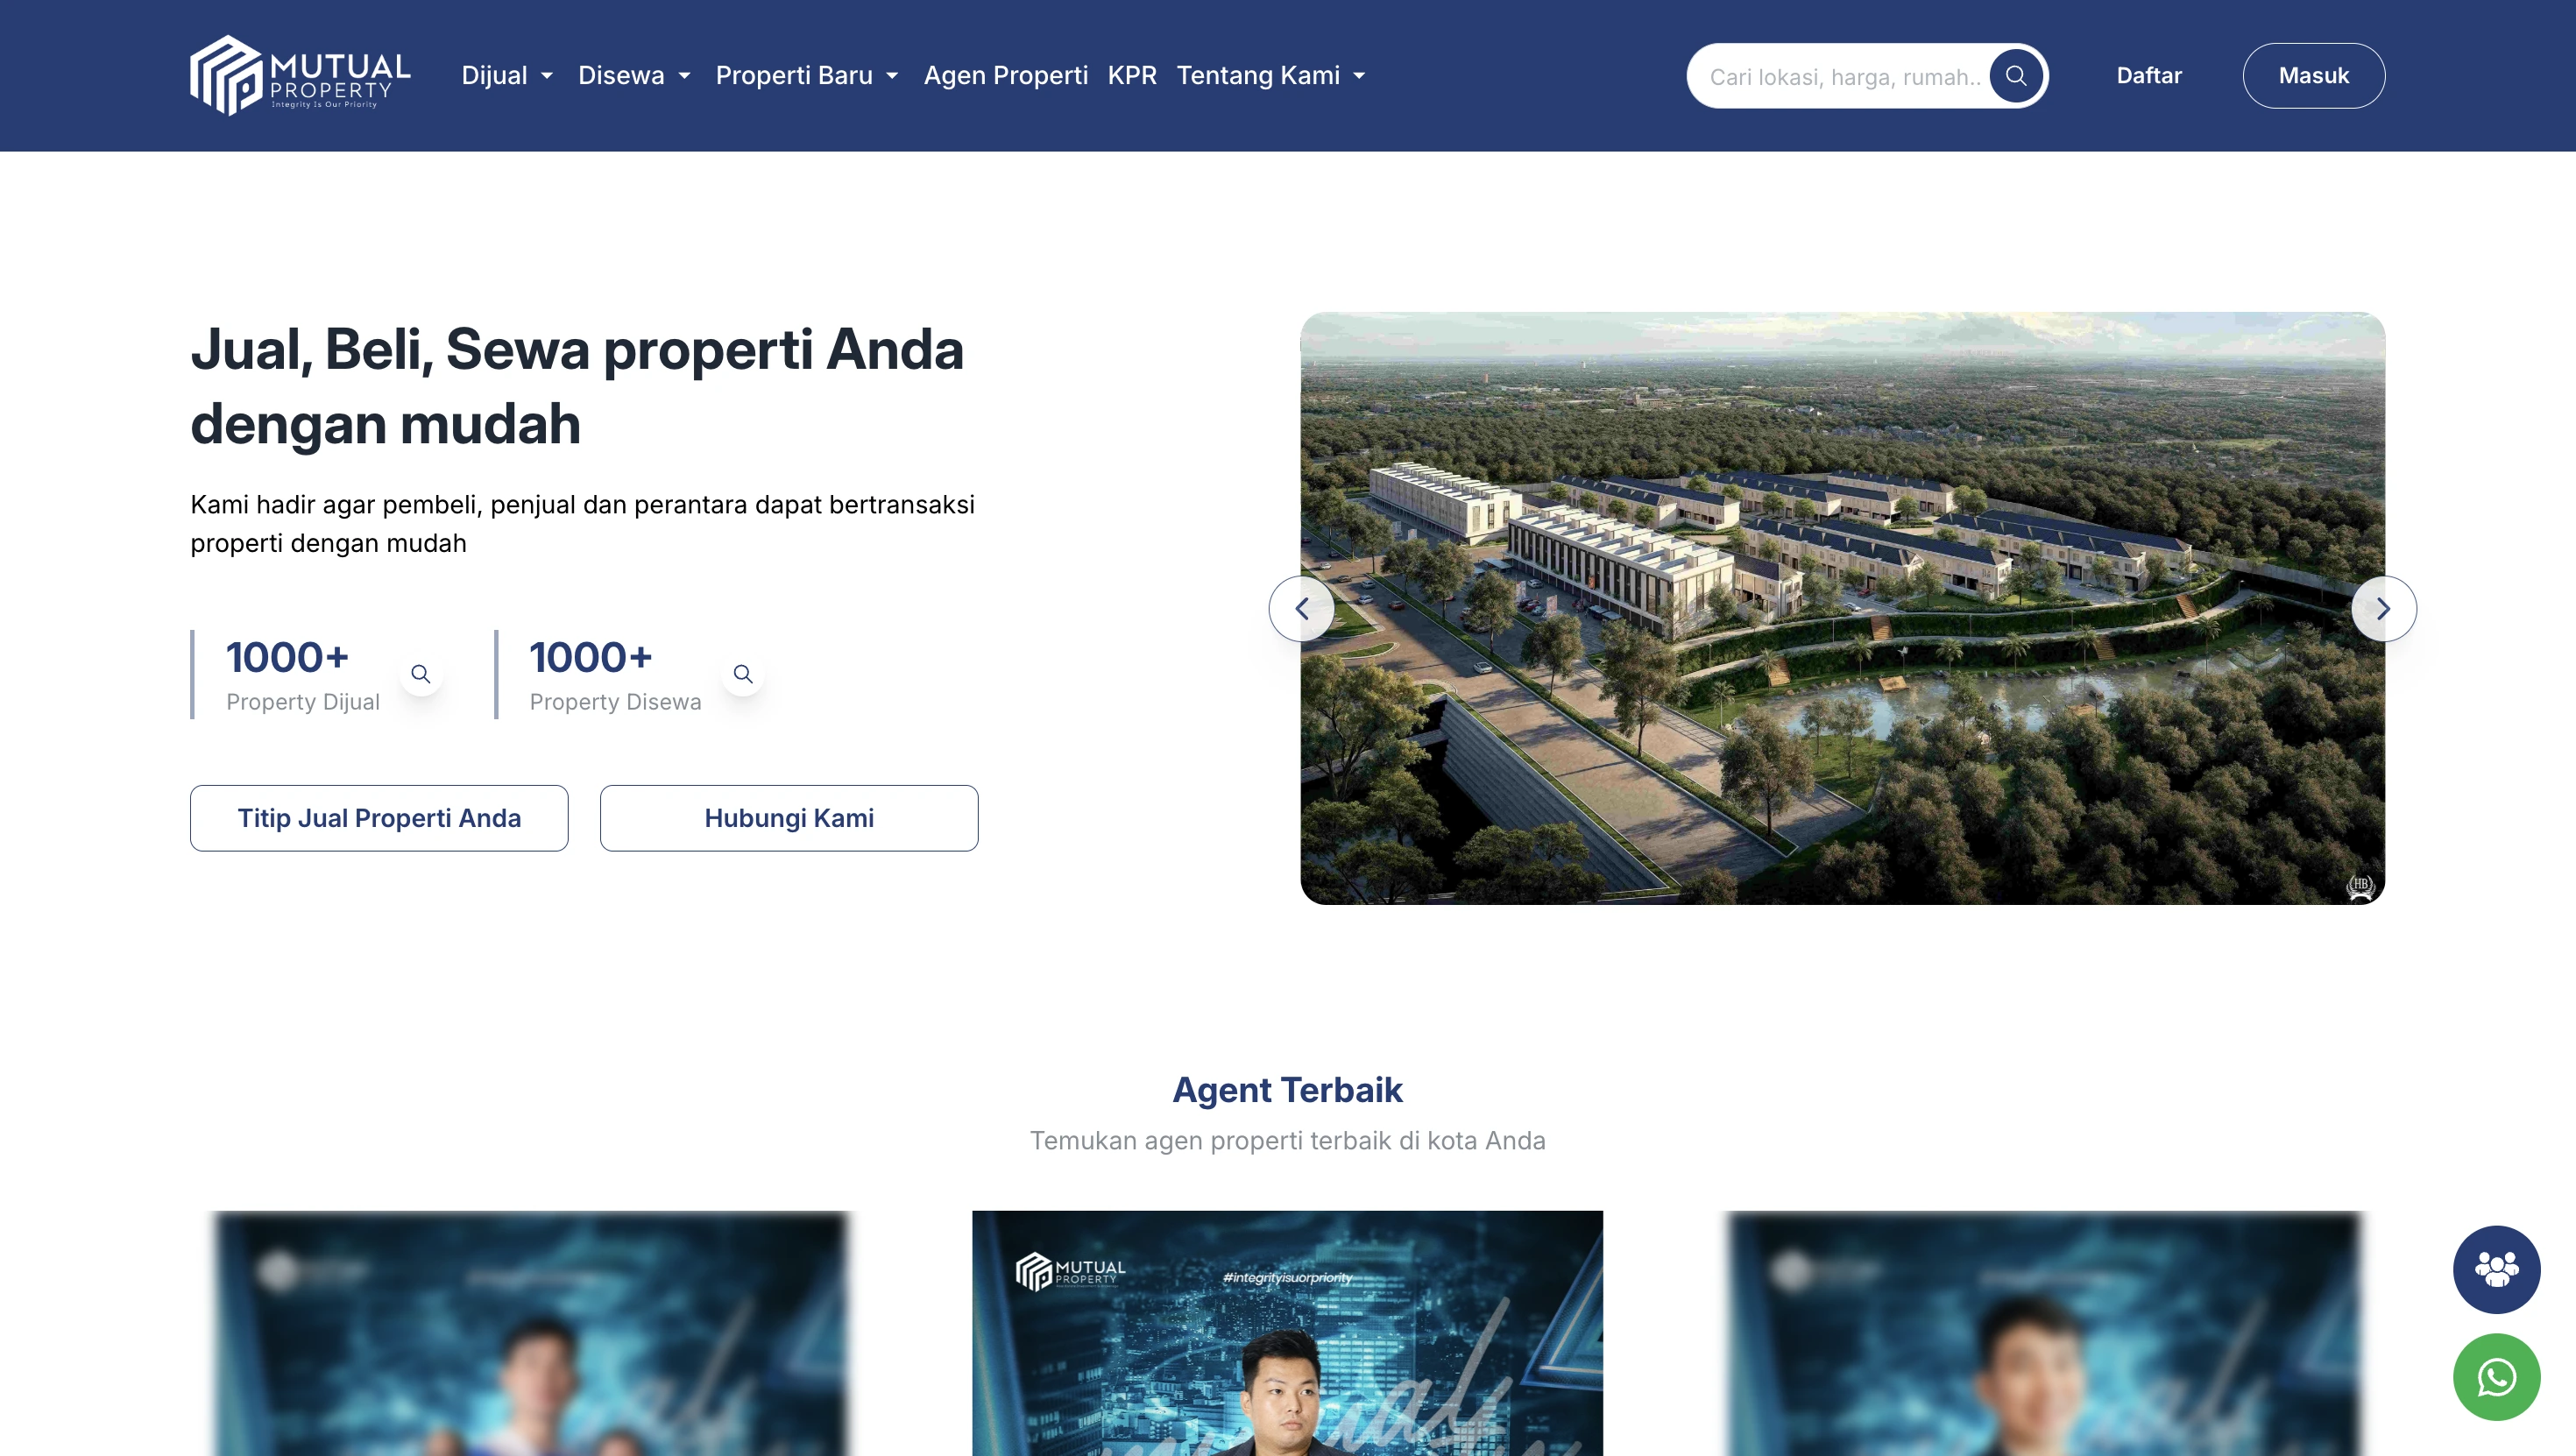 MUTUAL
PROPERTY
Integrity Is Our Priority
Dijual
Disewa
Properti Baru
Agen Properti
KPR
Tentang Kami
Cari lokasi, harga, rumah..
Daftar
Masuk
Jual, Beli, Sewa properti Anda
dengan mudah
Kami hadir agar pembeli, penjual dan perantara dapat bertransaksi
properti dengan mudah
1000+
Property Dijual
1000+
Property Disewa
Titip Jual Properti Anda
Hubungi Kami
HB
Agent Terbaik
Temukan agen properti terbaik di kota Anda
MUTUAL
PROPERTY
#integrityisuorpriority